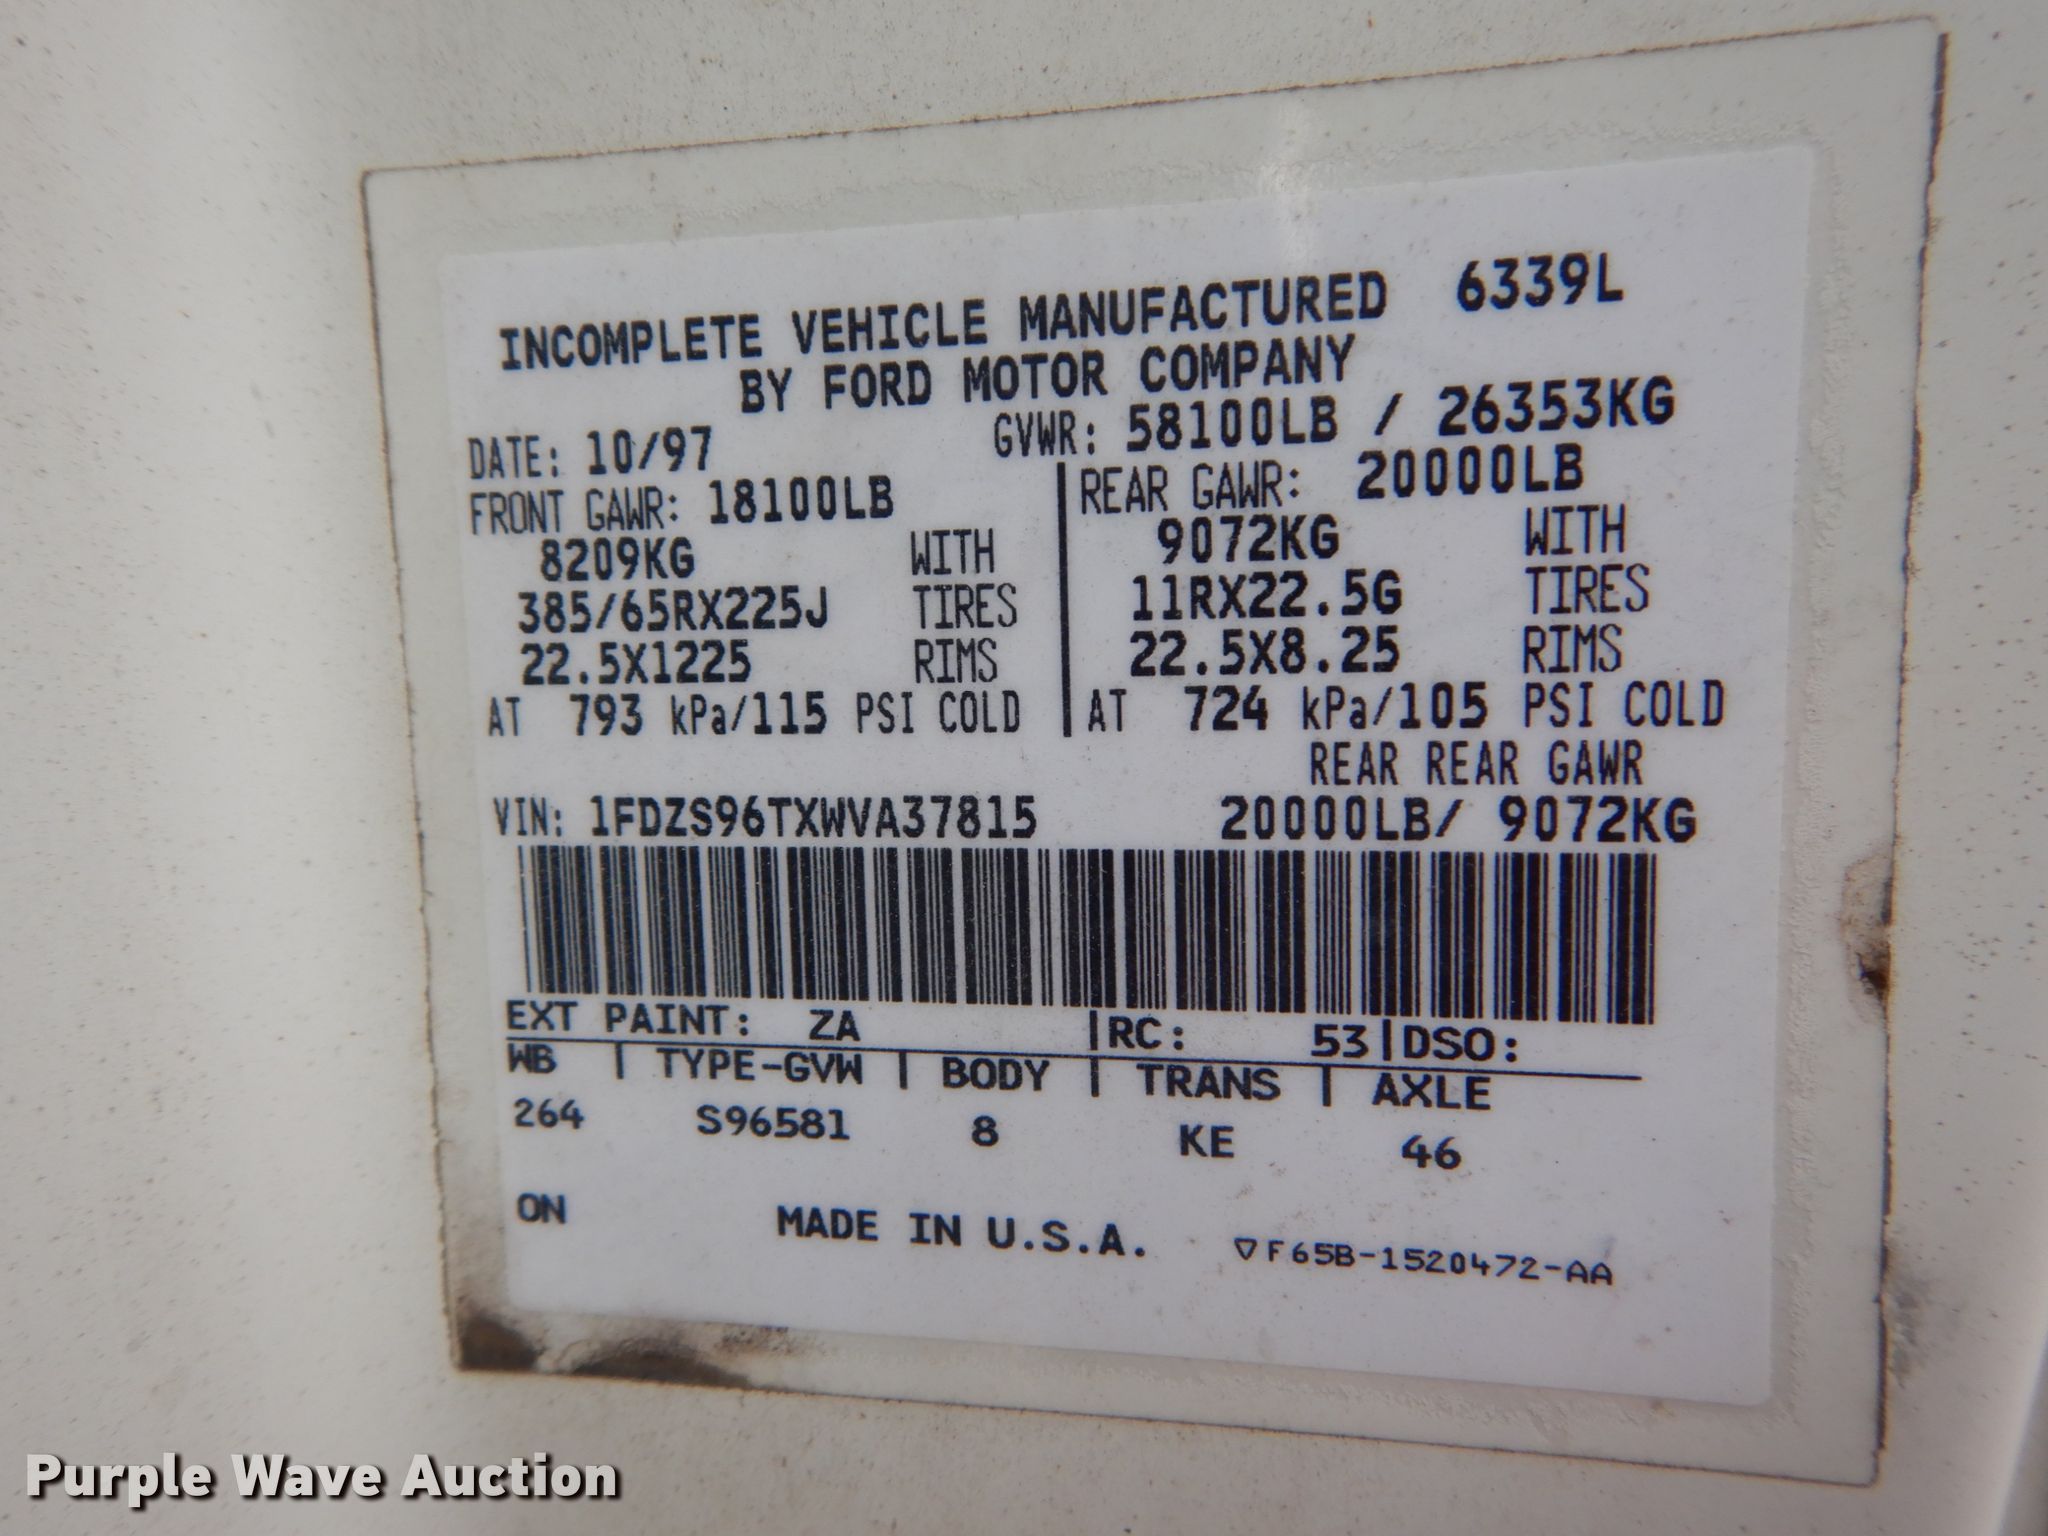 INCOMPLETE VEHICLE MANUFACTURED 6339L
BY FORD MOTOR COMPANY
DATE: 10/97 GVWR: 58100LB / 26353KG
FRONT GAWR: 18100LB REAR GAWR: 20000LB
8209KG WITH 9072KG WITH
385/65RX225J TIRES 11RX22.5G TIRES
22.5X1225 RIMS 22.5X8.25 RIMS
AT 793 kPa/115 PSI COLD AT 724 kPa/105 PSI COLD
REAR REAR GAWR
VIN: 1FDZS96TXWVA37815 20000LB/ 9072KG
EXT PAINT: ZA |RC: 53|DSO:
WB | TYPE-GVW | BODY | TRANS | AXLE
264 S96581 8 KE 46
ON MADE IN U.S.A. ▽F65B-1520472-AA
Purple Wave Auction